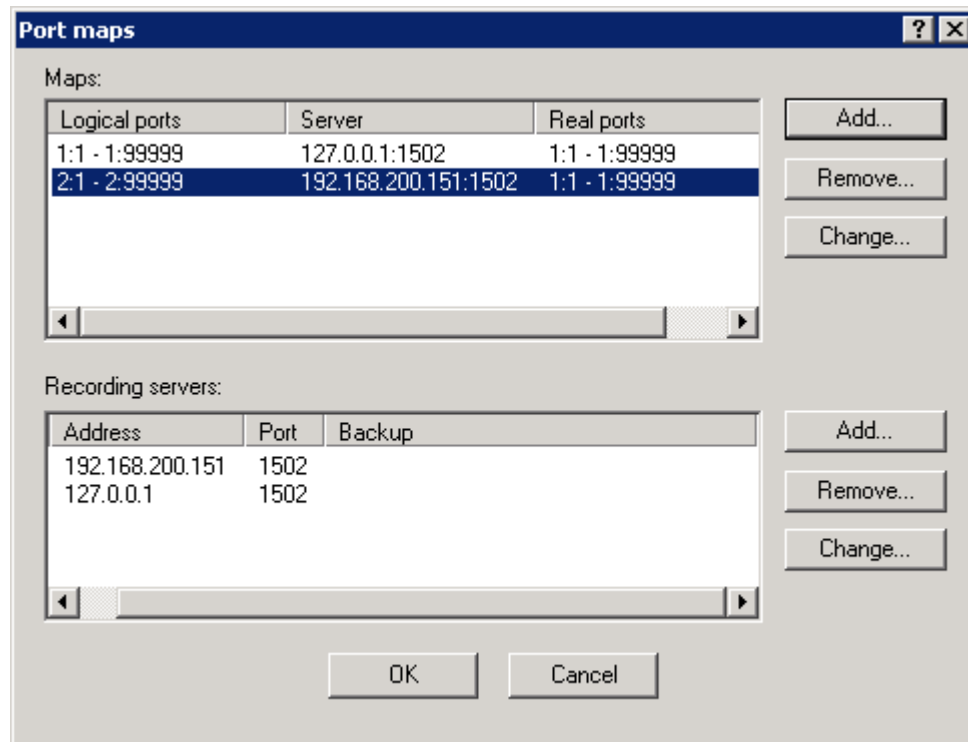 Port maps
Maps:
Logical ports Server Real ports
1:1 - 1:99999 127.0.0.1:1502 1:1 - 1:99999
2:1 - 2:99999 192.168.200.151:1502 1:1 - 1:99999
Add...
Remove...
Change...
Recording servers:
Address Port Backup
192.168.200.151 1502
127.0.0.1 1502
Add...
Remove...
Change...
OK Cancel